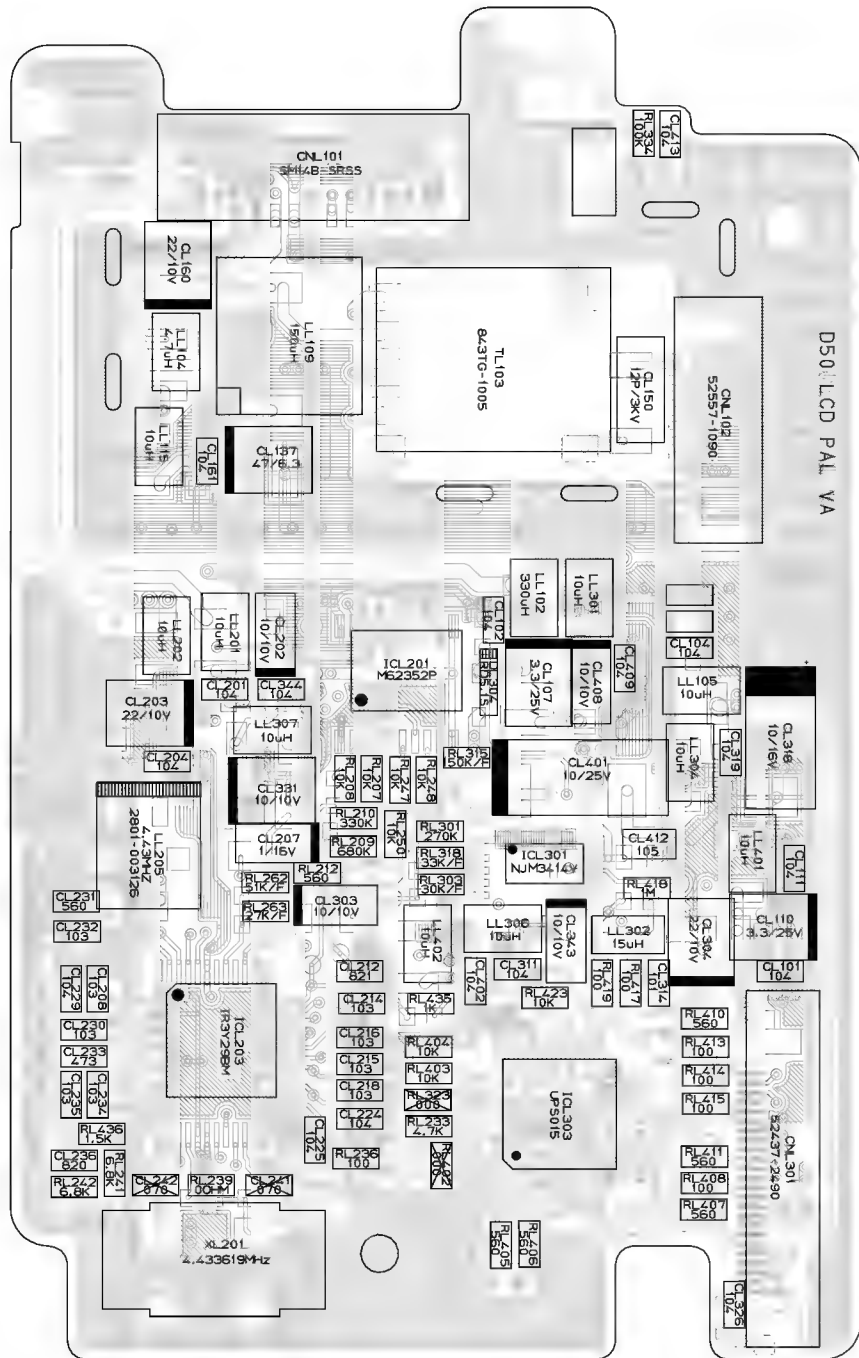 RL334
100K
CL413
104
CNL101
SM14B-SRSS
CL160
22/10V
LL104
4.7uH
LL109
150uH
TL103
843TG-1005
CL150
12P/3KV
CNL102
52557-1090
D50 LCD PAL VA
10uH
CL161
104
CL137
47/6.3
LL202
10uH
LL201
10uH
CL202
10/10V
ICL201
M62352P
CL102
104
LL102
330uH
LL301
10uH
CL104
104
CL203
22/10V
CL201
104
CL344
104
LL307
10uH
CL107
3.3/25V
CL408
10/10V
CL409
104
LL105
10uH
CL204
104
CL331
10/10V
RL208
10K
RL207
10K
RL247
10K
RL248
10K
RL315
150K/F
CL401
10/25V
LL304
10uH
CL319
104
CL318
10/16V
LL205
4.43MHZ
2801-003126
CL207
1/16V
RL210
330K
RL209
680K
RL250
10K
RL301
270K
RL318
33K/F
RL303
30K/F
ICL301
NJM3414V
CL412
105
LL401
10uH
CL111
104
RL212
560
RL262
51K/F
RL263
27K/F
CL303
10/10V
RL418
1M
CL231
560
CL232
103
LL402
10uH
LL306
10uH
CL343
10/10V
LL302
15uH
CL304
22/10V
CL110
3.3/25V
CL229
104
CL208
103
CL212
821
CL402
104
CL311
104
RL423
10K
RL419
100
RL417
100
CL314
101
CL101
104
ICL203
IR3Y29BM
CL214
103
RL435
1K
RL410
560
CL230
103
CL233
473
CL216
103
CL215
103
RL404
10K
RL403
10K
RL413
100
RL414
100
CL235
103
CL234
103
CL218
103
RL323
000
ICL303
UPS015
RL415
100
CNL301
52437-2490
RL436
1.5K
CL225
104
CL224
104
RL233
4.7K
CL236
820
RL241
6.8K
RL236
100
RL411
560
RL242
6.8K
CL242
070
RL239
0OHM
CL241
070
RL408
100
RL407
560
XL201
4.433619MHz
RL405
560
RL406
560
CL326
104